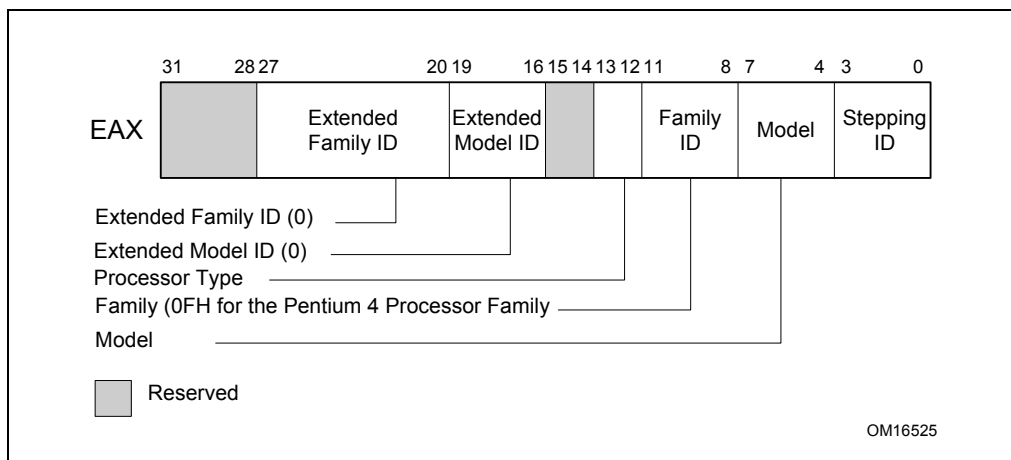 31 28 27 20 19 16 15 14 13 12 11 8 7 4 3 0
EAX
Extended
Family ID
Extended
Model ID
Family
ID
Model
Stepping
ID
Extended Family ID (0)
Extended Model ID (0)
Processor Type
Family (0FH for the Pentium 4 Processor Family
Model
Reserved
OM16525